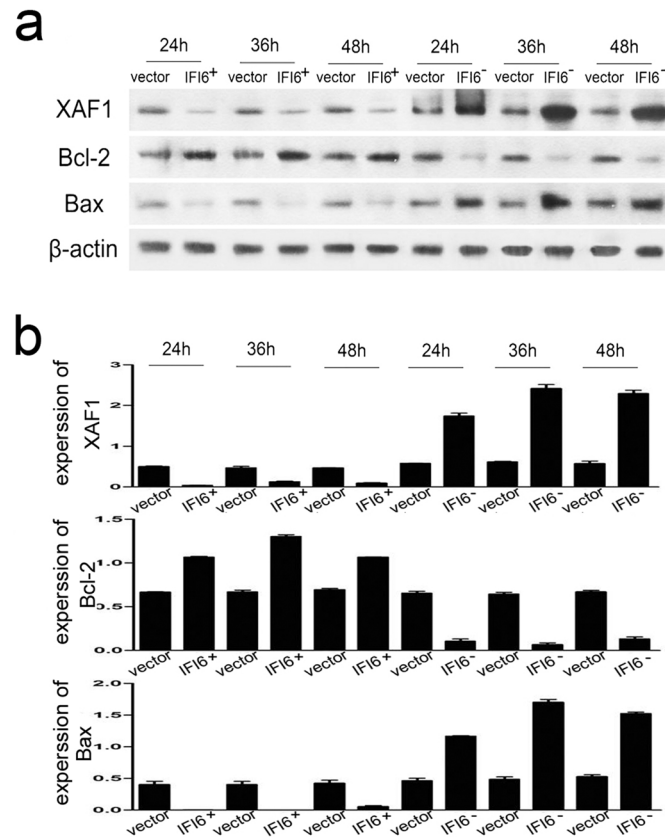 a
24h 36h 48h 24h 36h 48h
vector IFI6+ vector IFI6+ vector IFI6+ vector IFI6- vector IFI6- vector IFI6-
XAF1
Bcl-2
Bax
β-actin
b
24h 36h 48h 24h 36h 48h
experssion of
XAF1
3
2
1
0
vector IFI6+ vector IFI6+ vector IFI6+ vector IFI6- vector IFI6- vector IFI6-
experssion of
Bcl-2
1.5
1.0
0.5
0.0
vector IFI6+ vector IFI6+ vector IFI6+ vector IFI6- vector IFI6- vector IFI6-
experssion of
Bax
2.0
1.5
1.0
0.5
0.0
vector IFI6+ vector IFI6+ vector IFI6+ vector IFI6- vector IFI6- vector IFI6-